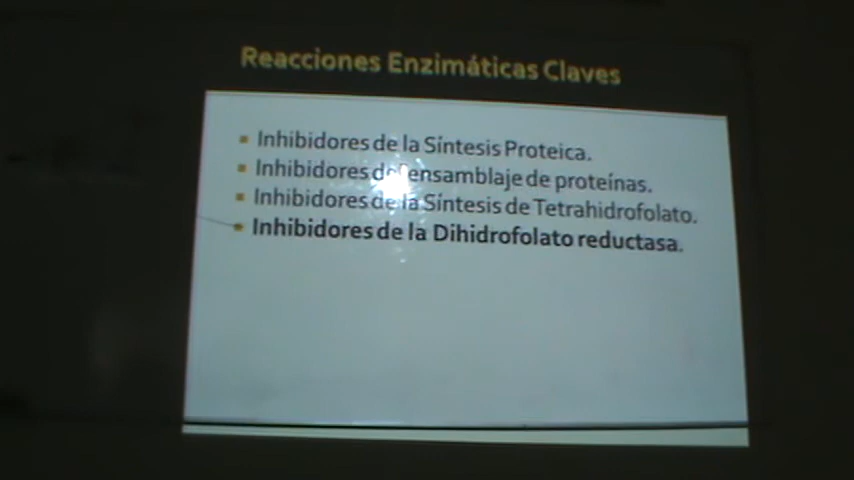 Reacciones Enzimáticas Claves
Inhibidores de la Síntesis Proteica.
Inhibidores del ensamblaje de proteínas.
Inhibidores de la Síntesis de Tetrahidrofolato.
Inhibidores de la Dihidrofolato reductasa.